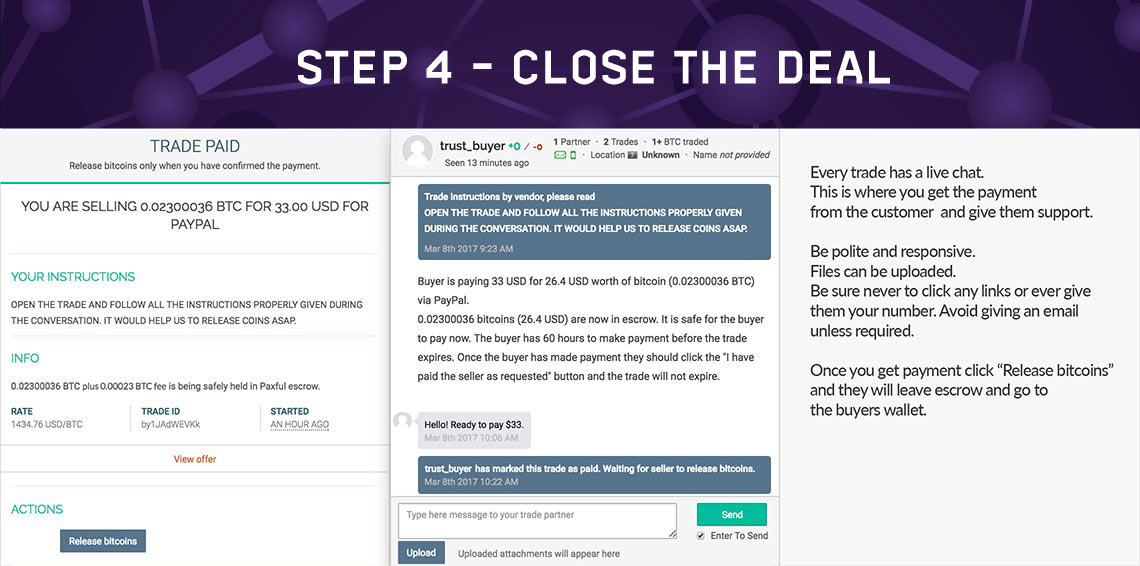 STEP 4 - CLOSE THE DEAL
TRADE PAID
Release bitcoins only when you have confirmed the payment.
YOU ARE SELLING 0.02300036 BTC FOR 33.00 USD FOR
PAYPAL
YOUR INSTRUCTIONS
OPEN THE TRADE AND FOLLOW ALL THE INSTRUCTIONS PROPERLY GIVEN DURING
THE CONVERSATION. IT WOULD HELP US TO RELEASE COINS ASAP.
INFO
0.02300036 BTC plus 0.00023 BTC fee is being safely held in Paxful escrow.
RATE
1434.76 USD/BTC
TRADE ID
by1JAdWEVKk
STARTED
AN HOUR AGO
View offer
ACTIONS
Release bitcoins
trust_buyer +0 / -0
Seen 13 minutes ago
1 Partner · 2 Trades · 1+ BTC traded
· Location Unknown · Name not provided
Trade instructions by vendor, please read
OPEN THE TRADE AND FOLLOW ALL THE INSTRUCTIONS PROPERLY GIVEN
DURING THE CONVERSATION. IT WOULD HELP US TO RELEASE COINS ASAP.
Mar 8th 2017 9:23 AM
Buyer is paying 33 USD for 26.4 USD worth of bitcoin (0.02300036 BTC)
via PayPal.
0.02300036 bitcoins (26.4 USD) are now in escrow. It is safe for the buyer
to pay now. The buyer has 60 hours to make payment before the trade
expires. Once the buyer has made payment they should click the "I have
paid the seller as requested" button and the trade will not expire.
Hello! Ready to pay $33.
Mar 8th 2017 10:06 AM
trust_buyer has marked this trade as paid. Waiting for seller to release bitcoins.
Mar 8th 2017 10:22 AM
Type here message to your trade partner
Send
Enter To Send
Upload
Uploaded attachments will appear here
Every trade has a live chat.
This is where you get the payment
from the customer and give them support.
Be polite and responsive.
Files can be uploaded.
Be sure never to click any links or ever give
them your number. Avoid giving an email
unless required.
Once you get payment click “Release bitcoins”
and they will leave escrow and go to
the buyers wallet.